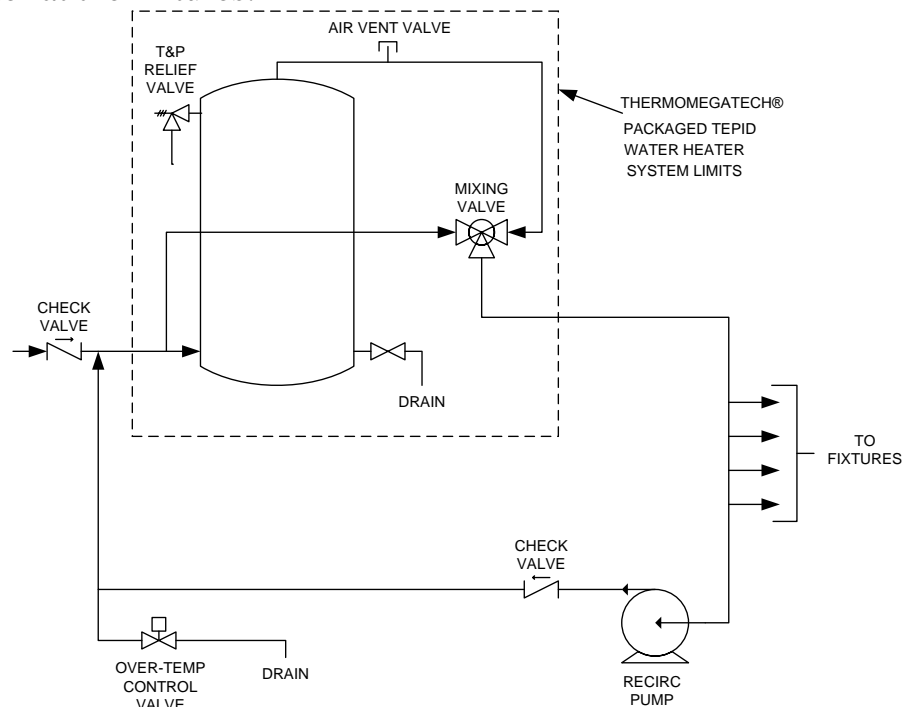 AIR VENT VALVE
T&P
RELIEF
VALVE
THERMOMEGATECH®
PACKAGED TEPID
WATER HEATER
SYSTEM LIMITS
MIXING
VALVE
CHECK
VALVE
DRAIN
TO
FIXTURES
CHECK
VALVE
OVER-TEMP
CONTROL
VALVE
DRAIN
RECIRC
PUMP